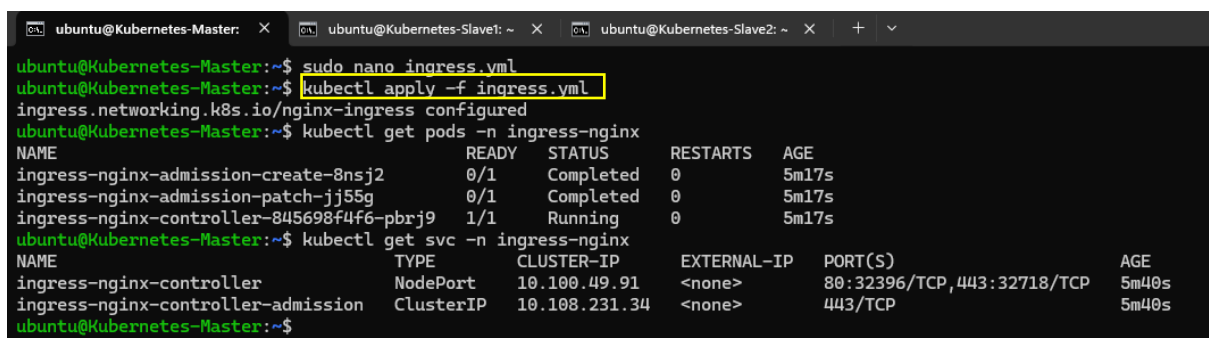 ubuntu@Kubernetes-Master: ubuntu@Kubernetes-Slave1: ~ ubuntu@Kubernetes-Slave2: ~
ubuntu@Kubernetes-Master:~$ sudo nano ingress.yml
ubuntu@Kubernetes-Master:~$ kubectl apply -f ingress.yml
ingress.networking.k8s.io/nginx-ingress configured
ubuntu@Kubernetes-Master:~$ kubectl get pods -n ingress-nginx
NAME READY STATUS RESTARTS AGE
ingress-nginx-admission-create-8nsj2 0/1 Completed 0 5m17s
ingress-nginx-admission-patch-jj55g 0/1 Completed 0 5m17s
ingress-nginx-controller-845698f4f6-pbrj9 1/1 Running 0 5m17s
ubuntu@Kubernetes-Master:~$ kubectl get svc -n ingress-nginx
NAME TYPE CLUSTER-IP EXTERNAL-IP PORT(S) AGE
ingress-nginx-controller NodePort 10.100.49.91 <none> 80:32396/TCP,443:32718/TCP 5m40s
ingress-nginx-controller-admission ClusterIP 10.108.231.34 <none> 443/TCP 5m40s
ubuntu@Kubernetes-Master:~$